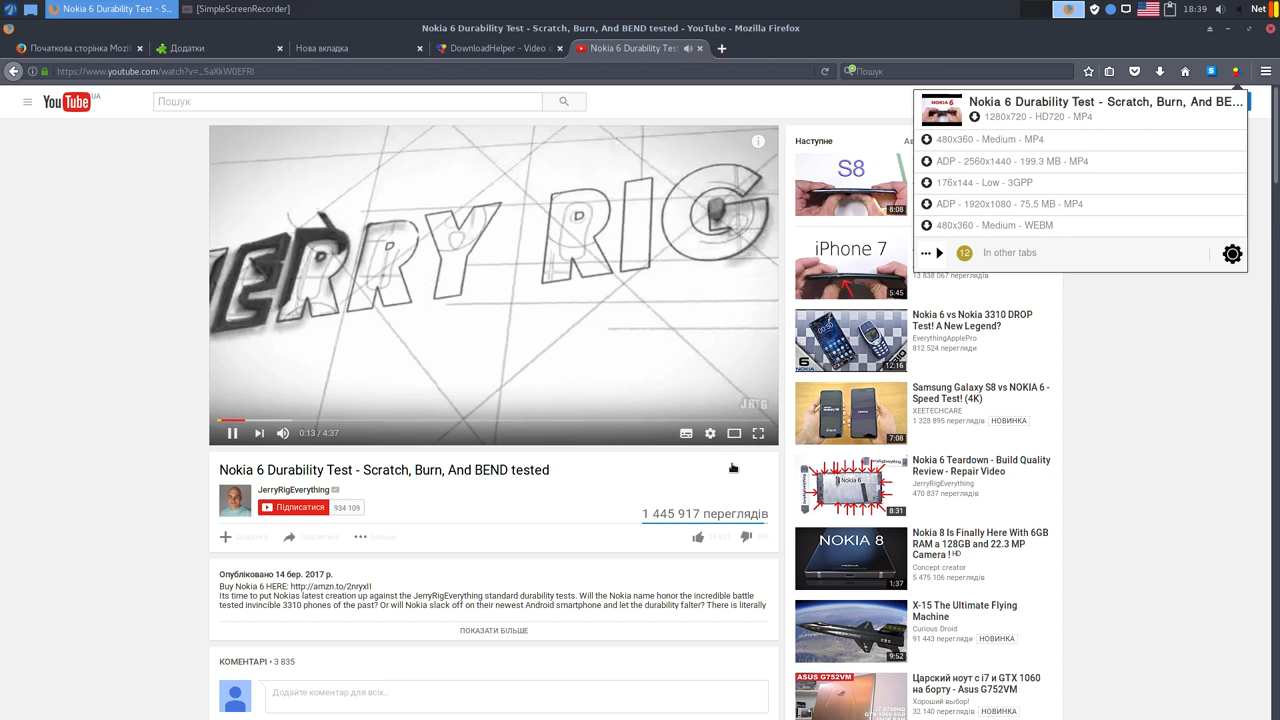 Nokia 6 Durability Test - S...
[SimpleScreenRecorder]
18:39
Net
Nokia 6 Durability Test - Scratch, Burn, And BEND tested - YouTube - Mozilla Firefox
Початкова сторінка Mozil
Додатки
Нова вкладка
DownloadHelper - Video d
Nokia 6 Durability Test
https://www.youtube.com/watch?v=_5aXkW0EFRI
Пошук
YouTube UA
Пошук
Nokia 6 Durability Test - Scratch, Burn, And BE...
1280x720 - HD720 - MP4
480x360 - Medium - MP4
ADP - 2560x1440 - 199.3 MB - MP4
176x144 - Low - 3GPP
ADP - 1920x1080 - 75.5 MB - MP4
480x360 - Medium - WEBM
12
In other tabs
ERRY RIG
0:13 / 4:37
Nokia 6 Durability Test - Scratch, Burn, And BEND tested
JerryRigEverything
Підписатися
934 109
1 445 917 переглядів
Додати
Поділитися
Більше
Опубліковано 14 бер. 2017 р.
Buy Nokia 6 HERE: http://amzn.to/2nryxII
Its time to put Nokias latest creation up against the JerryRigEverything standard durability tests. Will the Nokia name honor the incredible battle
tested invincible 3310 phones of the past? Or will Nokia slack off on their newest Android smartphone and let the durability falter? There is literally
ПОКАЗАТИ БІЛЬШЕ
КОМЕНТАРІ • 3 835
Додайте коментар для всіх...
Наступне
S8
8:08
iPhone 7
5:45
13 838 067 переглядів
Nokia 6 vs Nokia 3310 DROP
Test! A New Legend?
EverythingApplePro
812 524 перегляди
12:16
Samsung Galaxy S8 vs NOKIA 6 -
Speed Test! (4K)
XEETECHCARE
1 328 895 переглядів
НОВИНКА
7:08
Nokia 6 Teardown - Build Quality
Review - Repair Video
JerryRigEverything
470 837 переглядів
8:31
NOKIA 8
Nokia 8 Is Finally Here With 6GB
RAM a 128GB and 22.3 MP
Camera ! HD
Concept creator
5 475 106 переглядів
1:37
X-15 The Ultimate Flying
Machine
Curious Droid
91 443 перегляди
НОВИНКА
9:52
ASUS G752VM
Царский ноут с i7 и GTX 1060
на борту - Asus G752VM
Хороший выбор!
32 140 переглядів
НОВИНКА